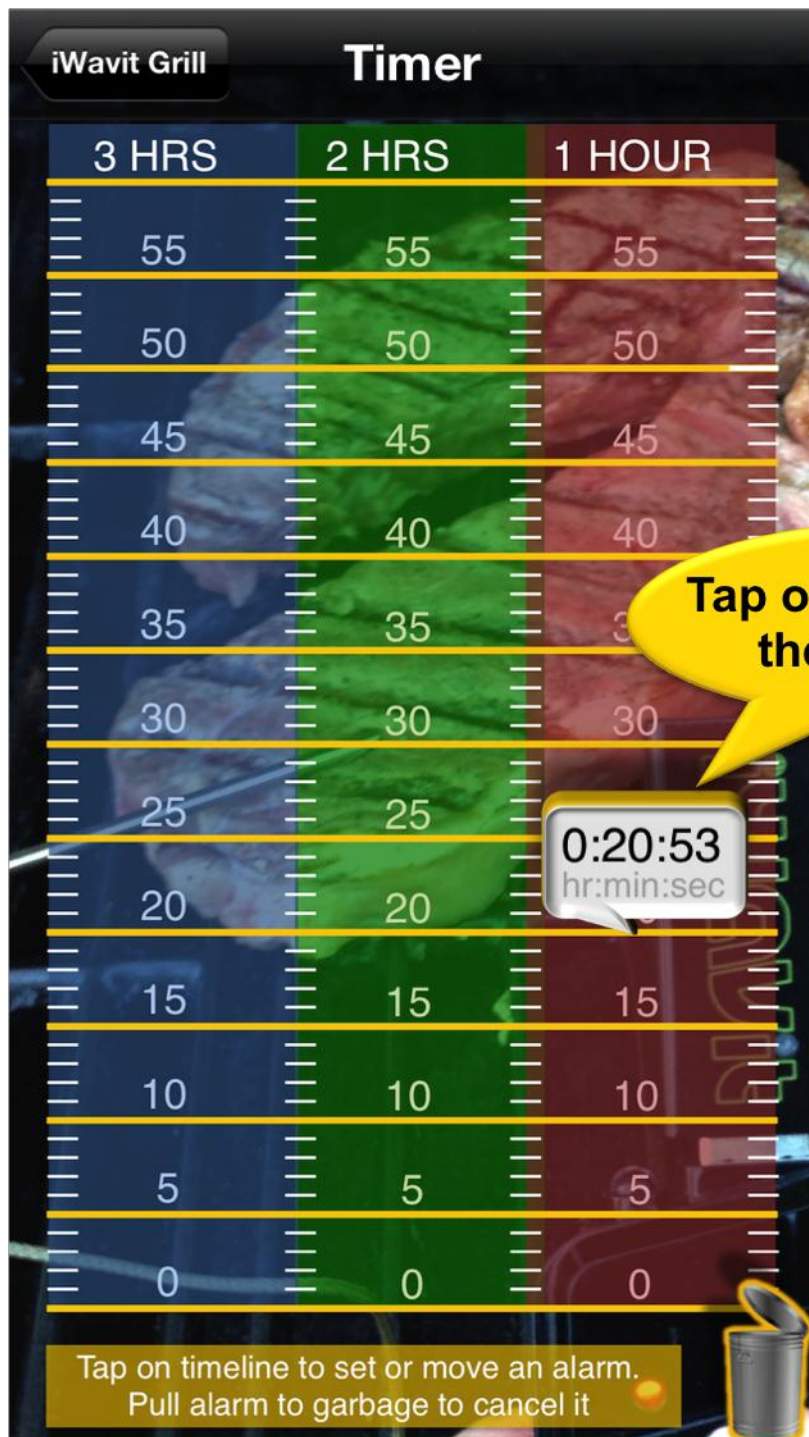 iWavit Grill
Timer
3 HRS 2 HRS 1 HOUR
55 55 55
50 50 50
45 45 45
40 40 40
35 35
30 30 30
25 25
0:20:53
hr:min:sec
20 20
15 15 15
10 10 10
5 5 5
0 0 0
Tap o
the
Tap on timeline to set or move an alarm.
Pull alarm to garbage to cancel it